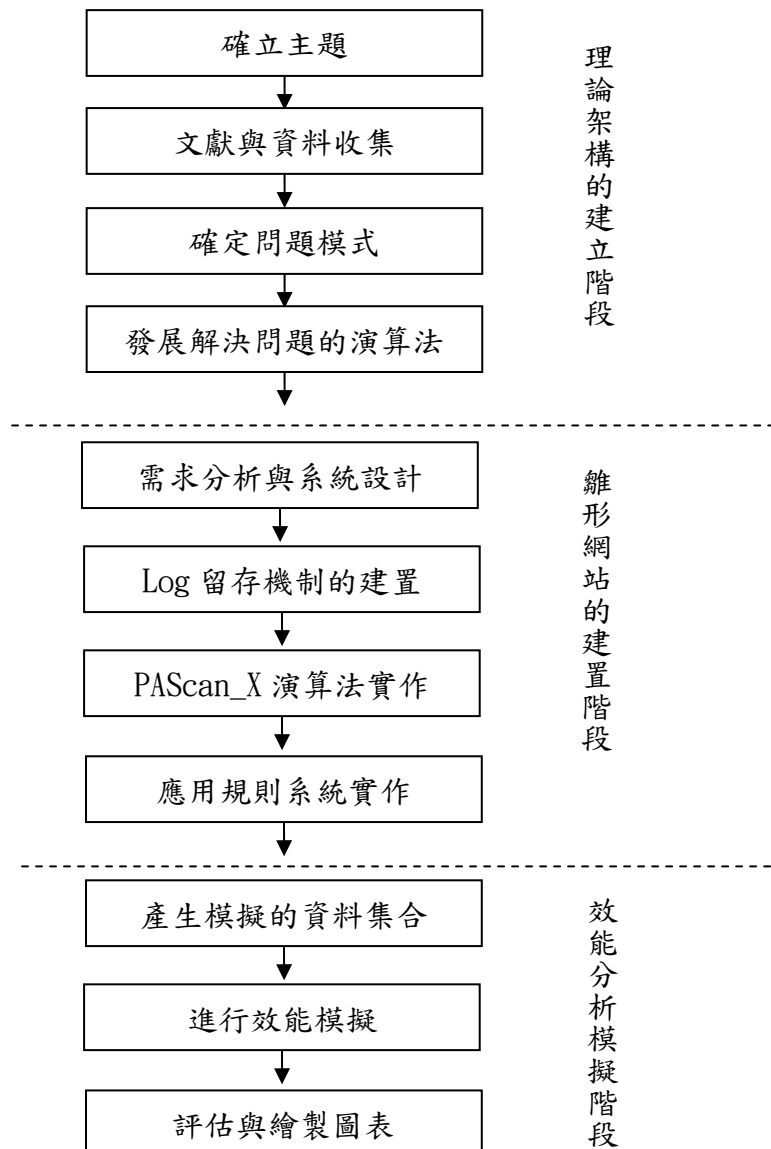 確立主題
文獻與資料收集
確定問題模式
發展解決問題的演算法
理論架構的建立階段
需求分析與系統設計
Log 留存機制的建置
PAScan_X 演算法實作
應用規則系統實作
雛形網站的建置階段
產生模擬的資料集合
進行效能模擬
評估與繪製圖表
效能分析模擬階段